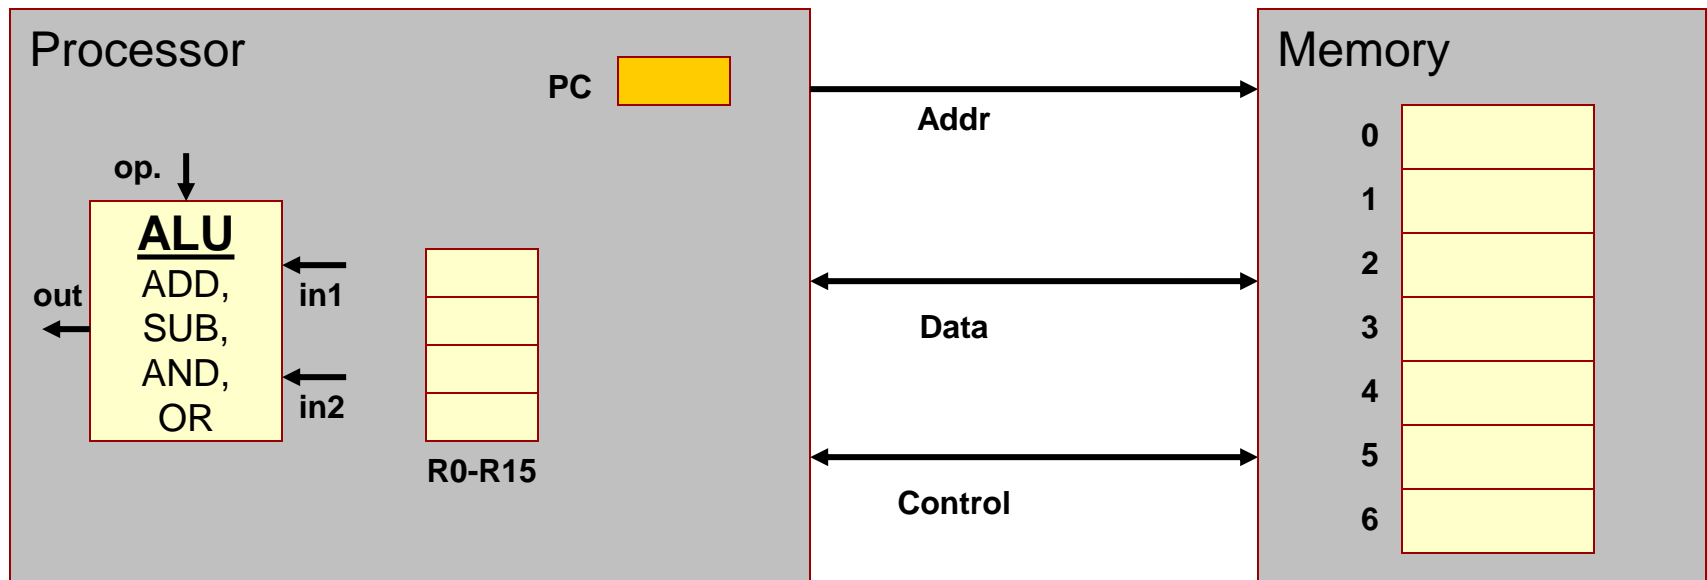 Processor
PC
op.
ALU
ADD,
SUB,
AND,
OR
out
in1
in2
R0-R15
Addr
Data
Control
Memory
0
1
2
3
4
5
6